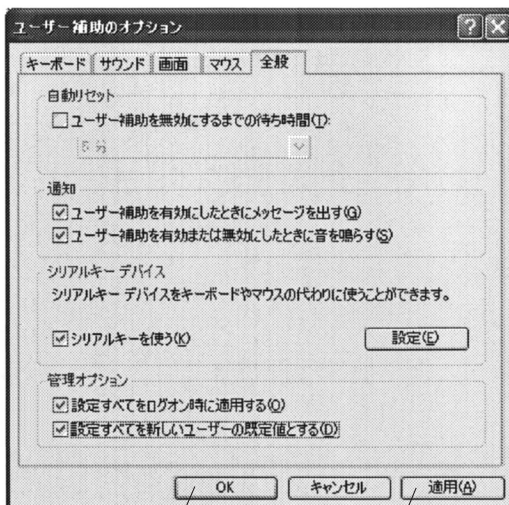 ユーザー補助のオプション
キーボード サウンド 画面 マウス 全般
自動リセット
ユーザー補助を無効にするまでの待ち時間(T):
5 分
通知
ユーザー補助を有効にしたときにメッセージを出す(G)
ユーザー補助を有効または無効にしたときに音を鳴らす(S)
シリアルキー デバイス
シリアルキー デバイスをキーボードやマウスの代わりに使うことができます。
シリアルキーを使う(K) 設定(E)
管理オプション
設定すべてをログオン時に適用する(O)
設定すべてを新しいユーザーの既定値とする(D)
OK キャンセル 適用(A)